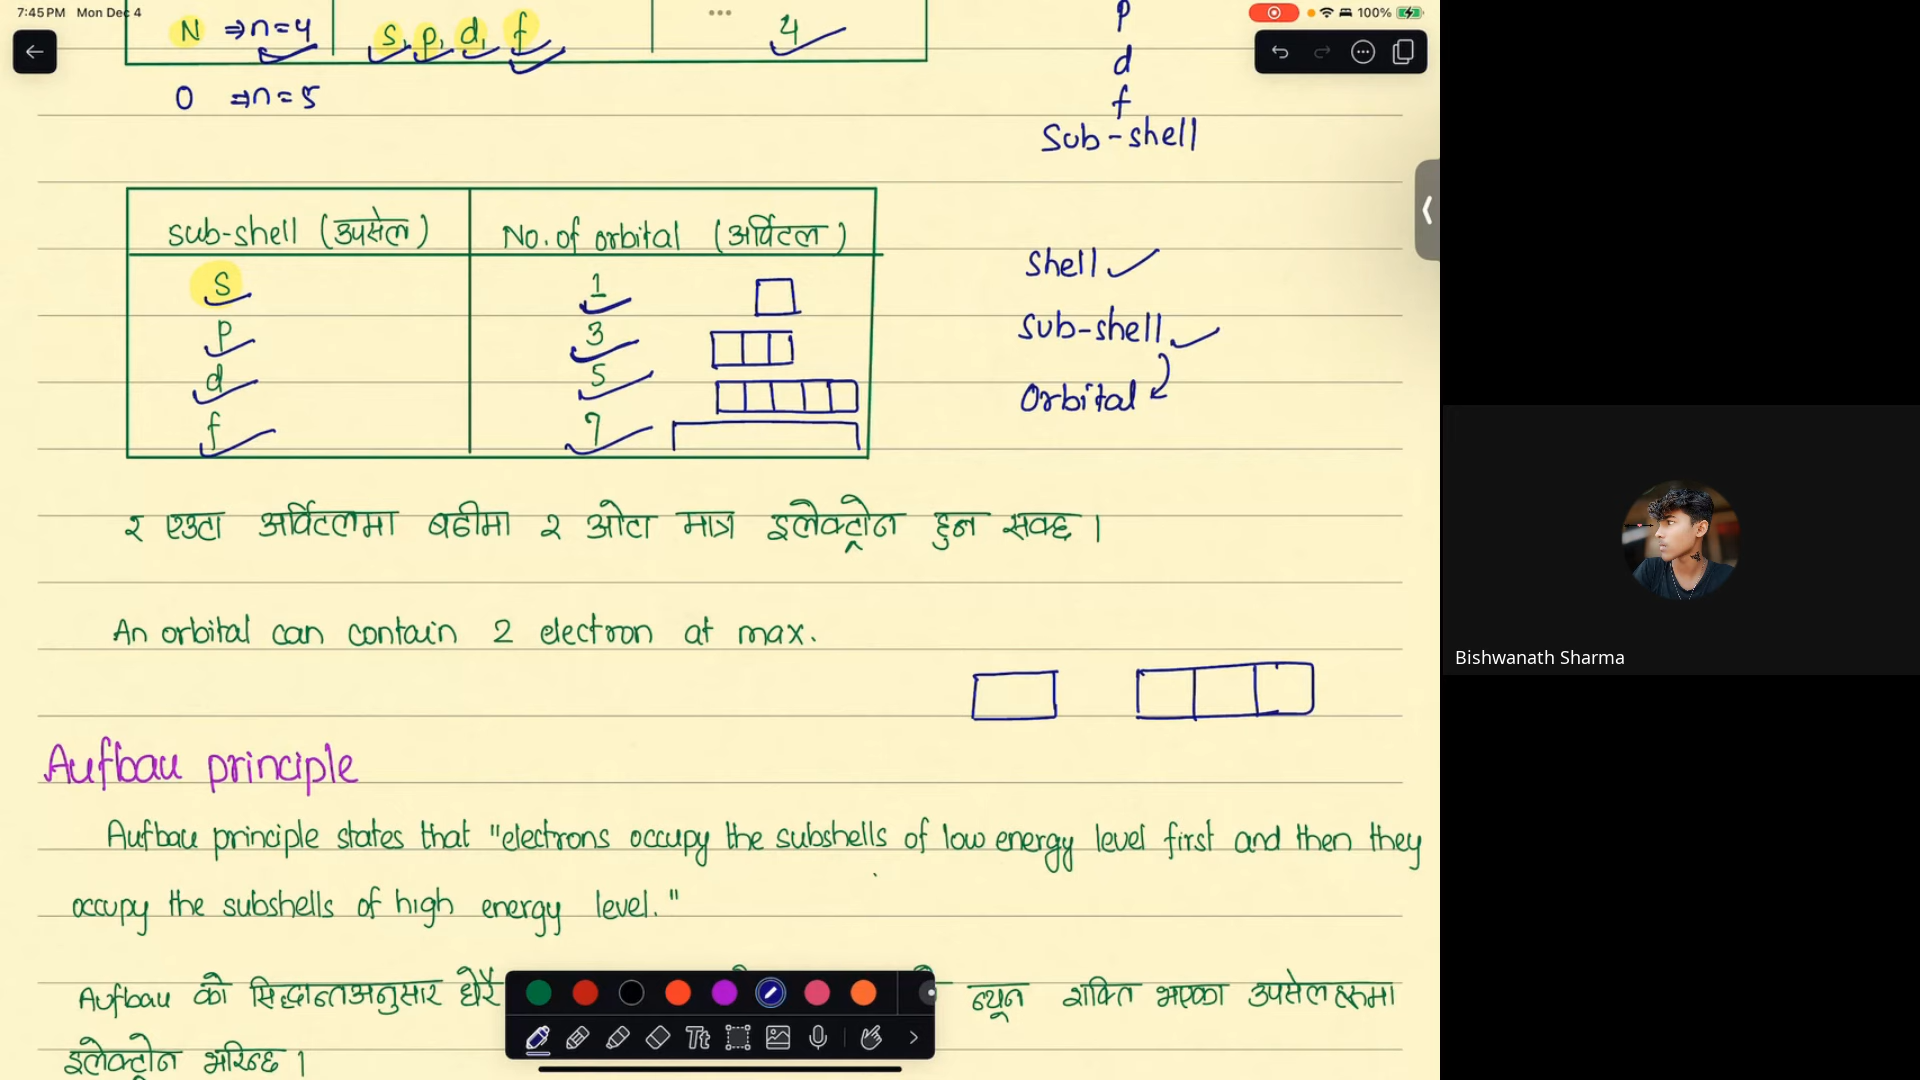 7:45 PM Mon Dec 4
100%
N ⇒n=4 s, p, d, f 4
O ⇒n=5
p
d
f
Sub-shell
sub-shell (उपसेल) No. of orbital (अर्विटल)
S 1
p 3
d 5
f 7
Shell
Sub-shell
Orbital
१ एउटा अर्विटलमा बढीमा २ ओटा मात्र इलेक्ट्रोन हुन सक्छ ।
An orbital can contain 2 electron at max.
Aufbau principle
Aufbau principle states that "electrons occupy the subshells of low energy level first and then they
occupy the subshells of high energy level."
Aufbau को सिद्धान्तअनुसार धेरै न्यून शक्ति भएका उपसेलहरुमा
इलेक्ट्रोन भरिन्छ ।
Tt
Bishwanath Sharma